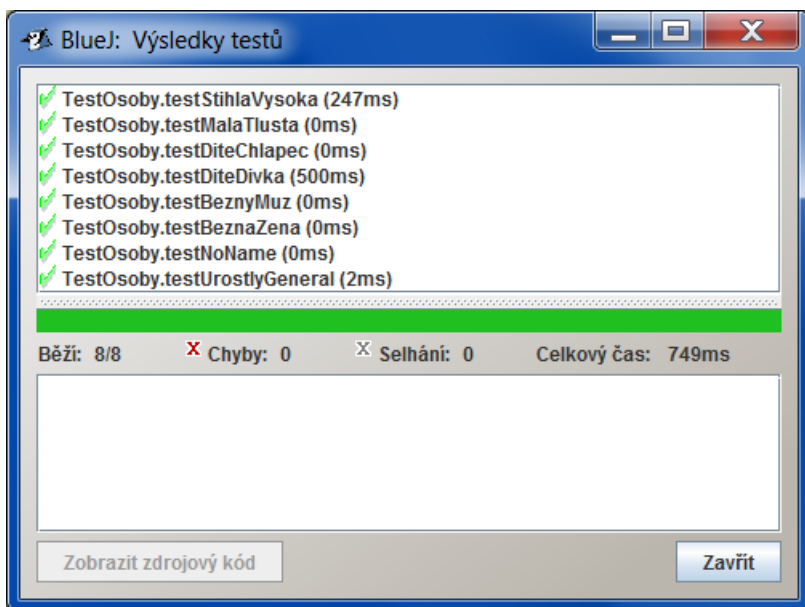 BlueJ: Výsledky testů
TestOsoby.testStihlaVysoka (247ms)
TestOsoby.testMalaTlusta (0ms)
TestOsoby.testDiteChlapec (0ms)
TestOsoby.testDiteDivka (500ms)
TestOsoby.testBeznyMuz (0ms)
TestOsoby.testBeznaZena (0ms)
TestOsoby.testNoName (0ms)
TestOsoby.testUrostlyGeneral (2ms)
Běží: 8/8 X Chyby: 0 X Selhání: 0 Celkový čas: 749ms
Zobrazit zdrojový kód Zavřít